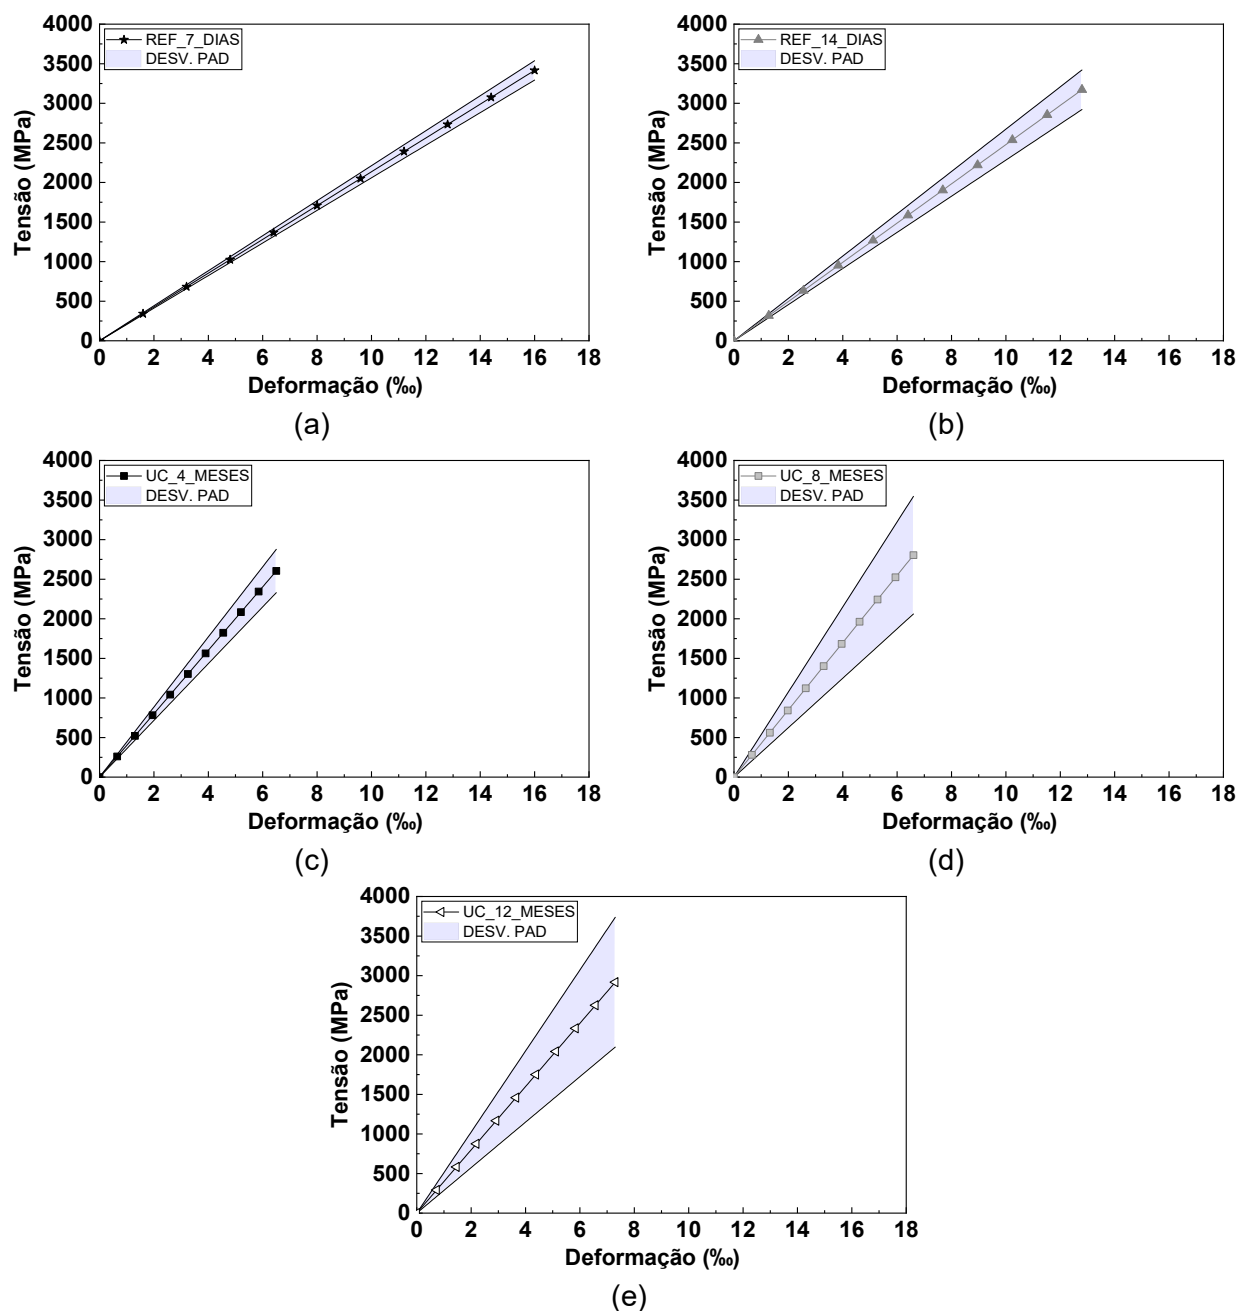 4000
3500
3000
2500
2000
1500
1000
500
0
Tensão (MPa)
REF_7_DIAS
DESV. PAD
0 2 4 6 8 10 12 14 16 18
Deformação (‰)
(a)
4000
3500
3000
2500
2000
1500
1000
500
0
Tensão (MPa)
REF_14_DIAS
DESV. PAD
0 2 4 6 8 10 12 14 16 18
Deformação (‰)
(b)
4000
3500
3000
2500
2000
1500
1000
500
0
Tensão (MPa)
UC_4_MESES
DESV. PAD
0 2 4 6 8 10 12 14 16 18
Deformação (‰)
(c)
4000
3500
3000
2500
2000
1500
1000
500
0
Tensão (MPa)
UC_8_MESES
DESV. PAD
0 2 4 6 8 10 12 14 16 18
Deformação (‰)
(d)
4000
3500
3000
2500
2000
1500
1000
500
0
Tensão (MPa)
UC_12_MESES
DESV. PAD
0 2 4 6 8 10 12 14 16 18
Deformação (‰)
(e)